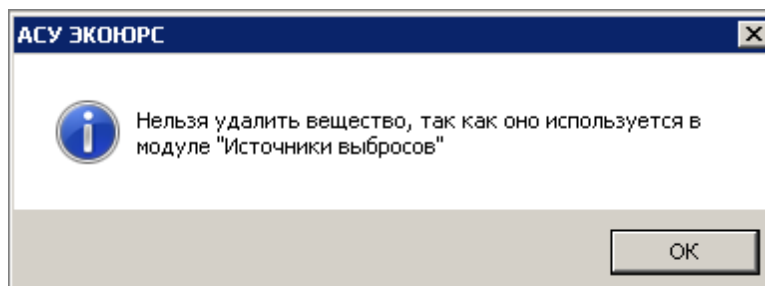 АСУ ЭКОЮРС
Нельзя удалить вещество, так как оно используется в
модуле "Источники выбросов"
ОК